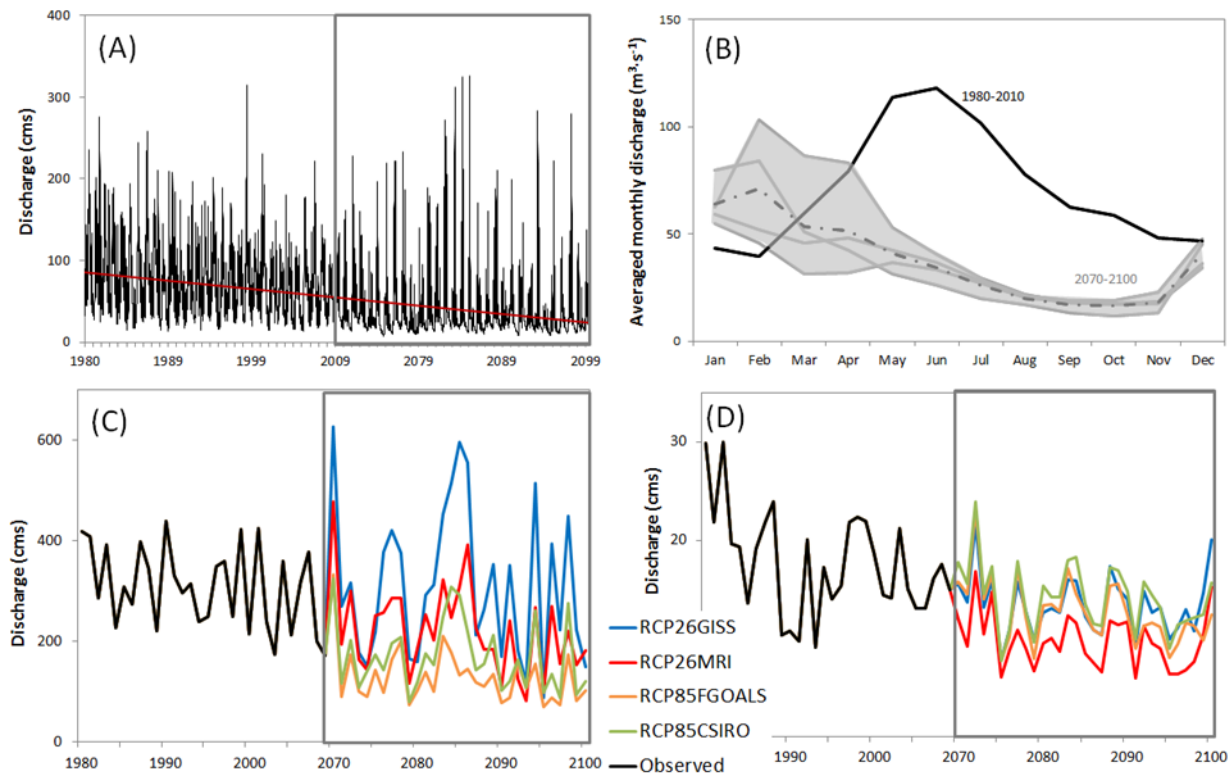 (A)
Discharge (cms)
400
300
200
100
0
1980
1989
1999
2009
2079
2089
2099
(B)
Averaged monthly discharge (m³·s⁻¹)
150
100
50
0
1980-2010
2070-2100
Jan Feb Mar Apr May Jun Jul Aug Sep Oct Nov Dec
(C)
Discharge (cms)
600
400
200
0
1980
1990
2000
2070
2080
2090
2100
RCP26GISS
RCP26MRI
RCP85FGOALS
RCP85CSIRO
Observed
(D)
Discharge (cms)
30
20
1990
2000
2070
2080
2090
2100